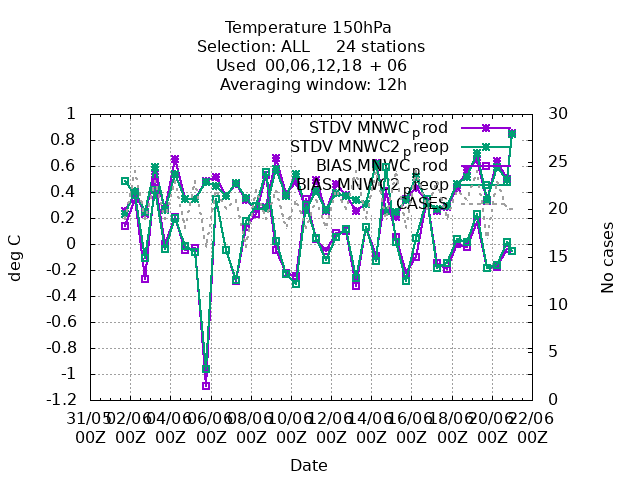 Temperature 150hPa
Selection: ALL 24 stations
Used 00,06,12,18 + 06
Averaging window: 12h
STDV MNWCprod
STDV MNWC2preop
BIAS MNWCprod
BIAS MNWC2preop
CASES
1
0.8
0.6
0.4
0.2
0
-0.2
-0.4
-0.6
-0.8
-1
-1.2
deg C
30
25
20
15
10
5
0
No cases
31/05 02/06 04/06 06/06 08/06 10/06 12/06 14/06 16/06 18/06 20/06 22/06
00Z 00Z 00Z 00Z 00Z 00Z 00Z 00Z 00Z 00Z 00Z 00Z
Date